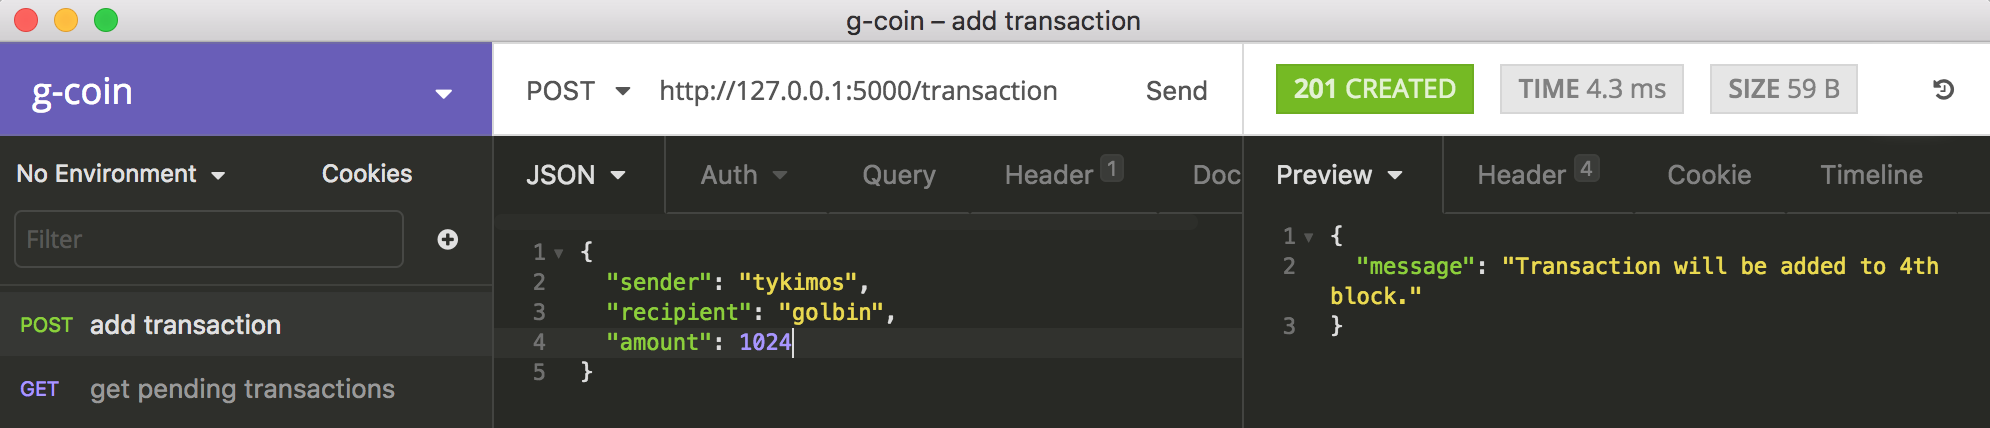 g-coin – add transaction
g-coin
POST http://127.0.0.1:5000/transaction Send
201 CREATED TIME 4.3 ms SIZE 59 B
No Environment Cookies
Filter
POST add transaction
GET get pending transactions
JSON Auth Query Header 1 Doc
1 {
2 "sender": "tykimos",
3 "recipient": "golbin",
4 "amount": 1024
5 }
Preview Header 4 Cookie Timeline
1 {
2 "message": "Transaction will be added to 4th
block."
3 }